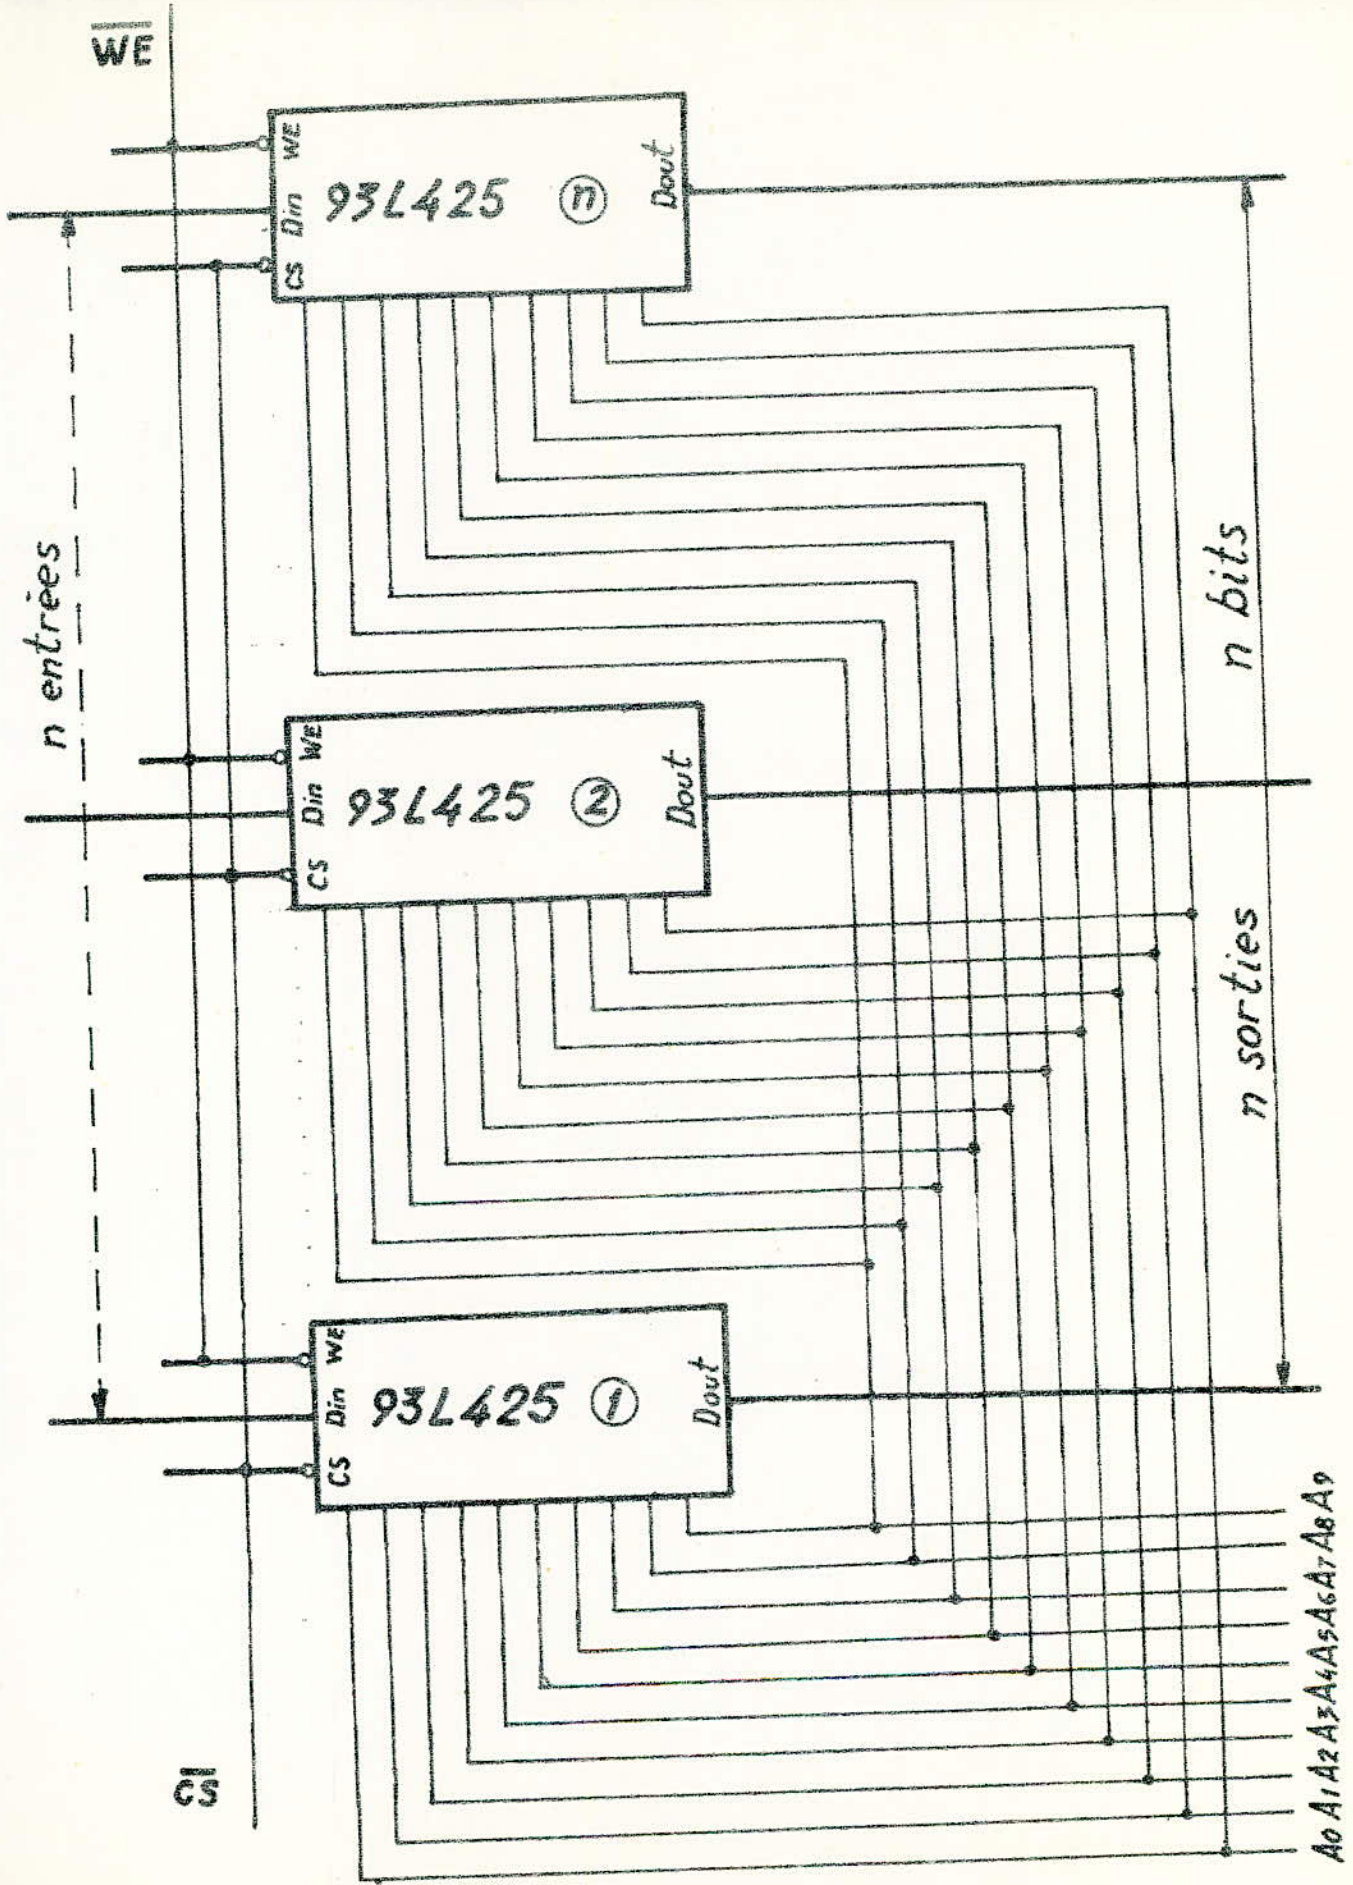 WE
n entrées
CS
CS Din WE
93L425 1
Dout
CS Din WE
93L425 2
Dout
CS Din WE
93L425 n
Dout
n sorties n bits
A0 A1 A2 A3 A4 A5 A6 A7 A8 A9